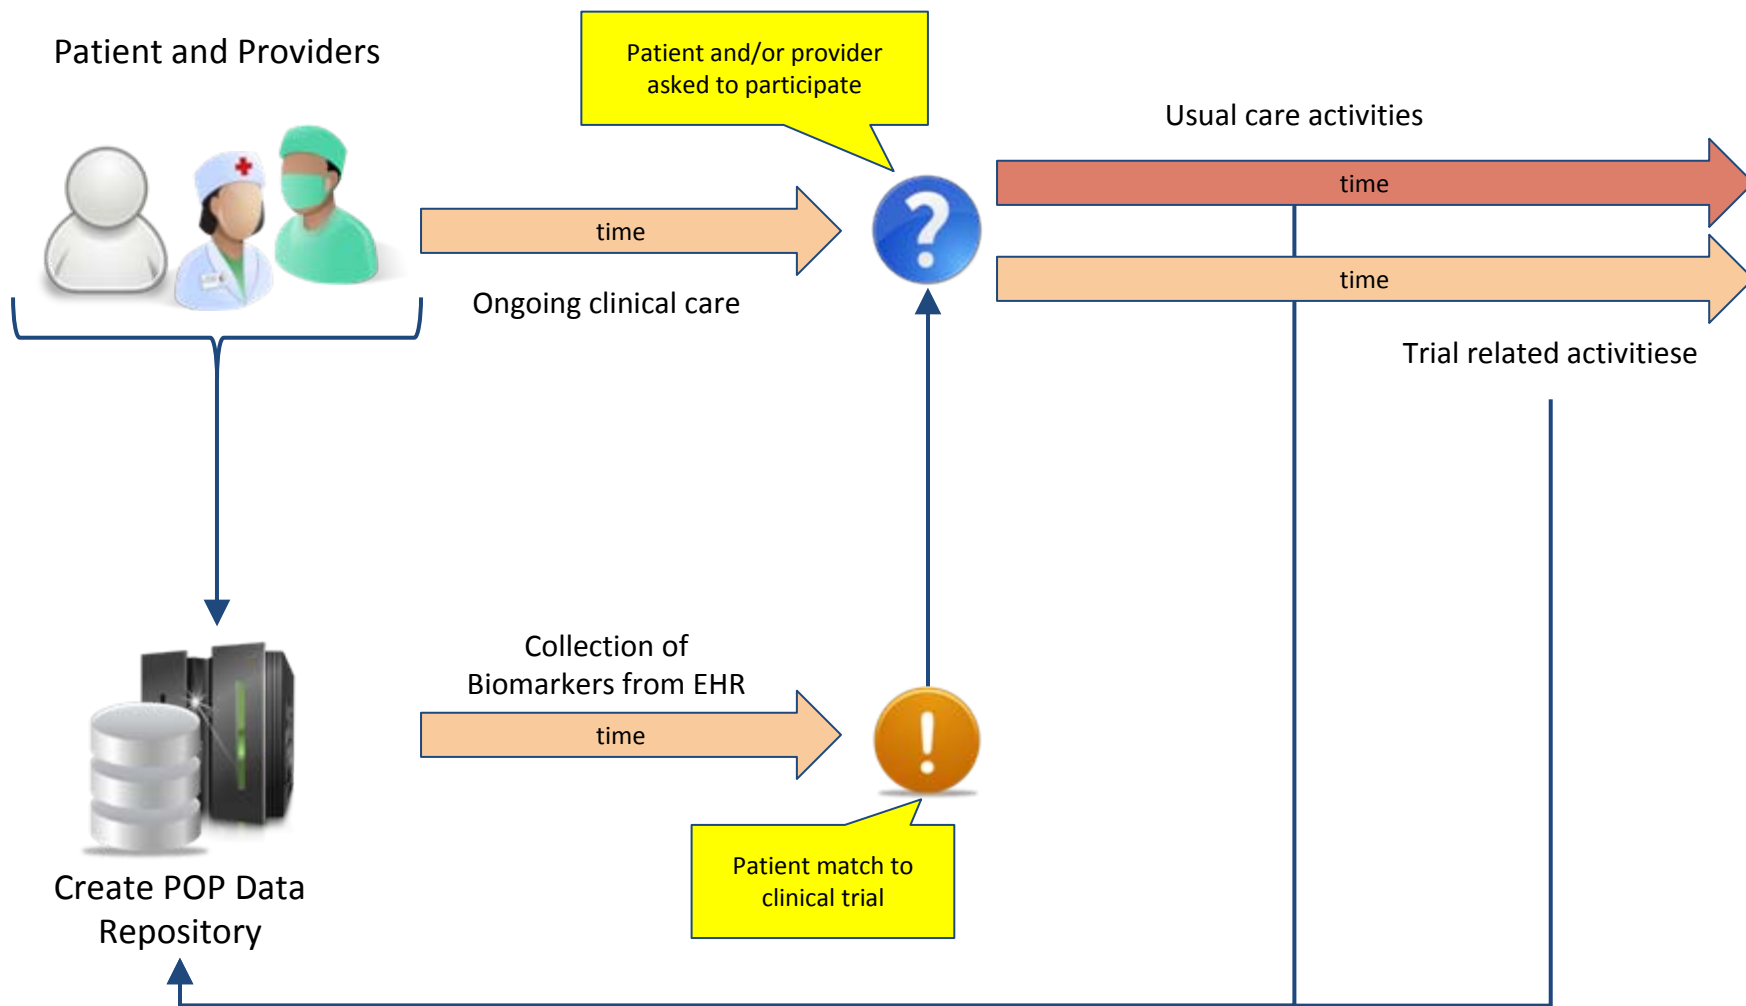 Patient and Providers
Patient and/or provider
asked to participate
Usual care activities
time
time
time
Ongoing clinical care
Trial related activitiese
Collection of
Biomarkers from EHR
time
Patient match to
clinical trial
Create POP Data
Repository